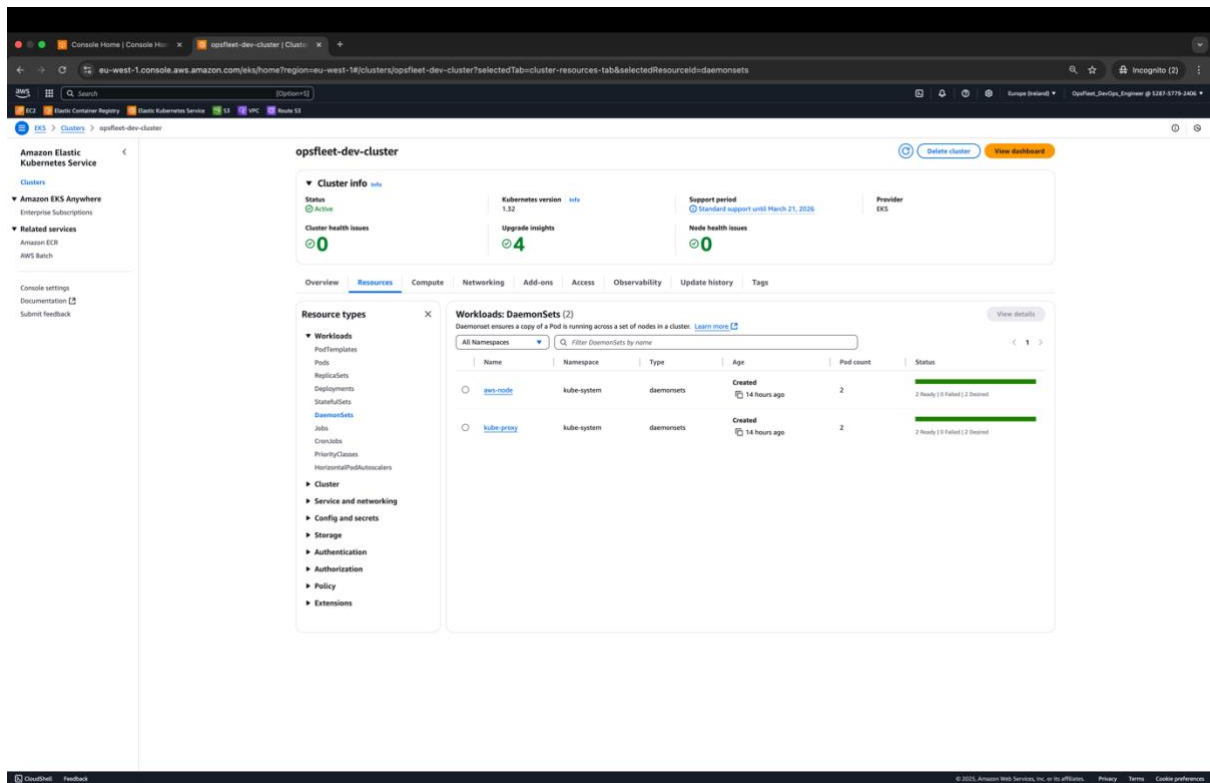 Console Home | Console Hom
opsfleet-dev-cluster | Cluste
eu-west-1.console.aws.amazon.com/eks/home?region=eu-west-1#/clusters/opsfleet-dev-cluster?selectedTab=cluster-resources-tab&selectedResourceId=daemonsets
Incognito (2)
aws
Search
[Option+S]
Europe (Ireland)
OpsFleet_DevOps_Engineer @ 5287-5779-2406
EC2
Elastic Container Registry
Elastic Kubernetes Service
S3
VPC
Route 53
EKS > Clusters > opsfleet-dev-cluster
Amazon Elastic
Kubernetes Service
Clusters
Amazon EKS Anywhere
Enterprise Subscriptions
Related services
Amazon ECR
AWS Batch
Console settings
Documentation
Submit feedback
opsfleet-dev-cluster
Delete cluster
View dashboard
Cluster info Info
Status
Active
Kubernetes version Info
1.32
Support period
Standard support until March 21, 2026
Provider
EKS
Cluster health issues
0
Upgrade insights
4
Node health issues
0
Overview Resources Compute Networking Add-ons Access Observability Update history Tags
Resource types
Workloads
PodTemplates
Pods
ReplicaSets
Deployments
StatefulSets
DaemonSets
Jobs
CronJobs
PriorityClasses
HorizontalPodAutoscalers
Cluster
Service and networking
Config and secrets
Storage
Authentication
Authorization
Policy
Extensions
Workloads: DaemonSets (2)
View details
Daemonset ensures a copy of a Pod is running across a set of nodes in a cluster. Learn more
All Namespaces
Filter DaemonSets by name
1
Name Namespace Type Age Pod count Status
aws-node kube-system daemonsets Created 14 hours ago 2 2 Ready | 0 Failed | 2 Desired
kube-proxy kube-system daemonsets Created 14 hours ago 2 2 Ready | 0 Failed | 2 Desired
CloudShell Feedback
© 2025, Amazon Web Services, Inc. or its affiliates. Privacy Terms Cookie preferences